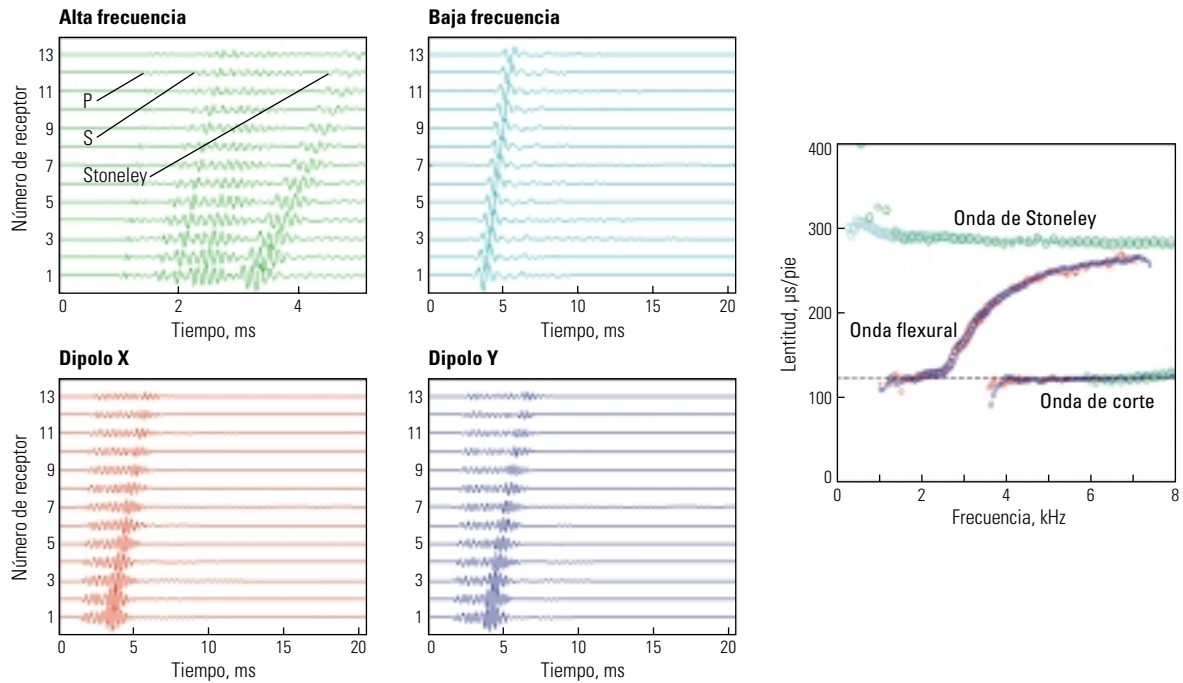 Alta frecuencia
Número de receptor
13
11
9
7
5
3
1
P
S
Stoneley
0 2 4
Tiempo, ms
Baja frecuencia
13
11
9
7
5
3
1
0 5 10 15 20
Tiempo, ms
Dipolo X
Número de receptor
13
11
9
7
5
3
1
0 5 10 15 20
Tiempo, ms
Dipolo Y
13
11
9
7
5
3
1
0 5 10 15 20
Tiempo, ms
Lentitud, µs/pie
400
300
200
100
0
Onda de Stoneley
Onda flexural
Onda de corte
0 2 4 6 8
Frecuencia, kHz